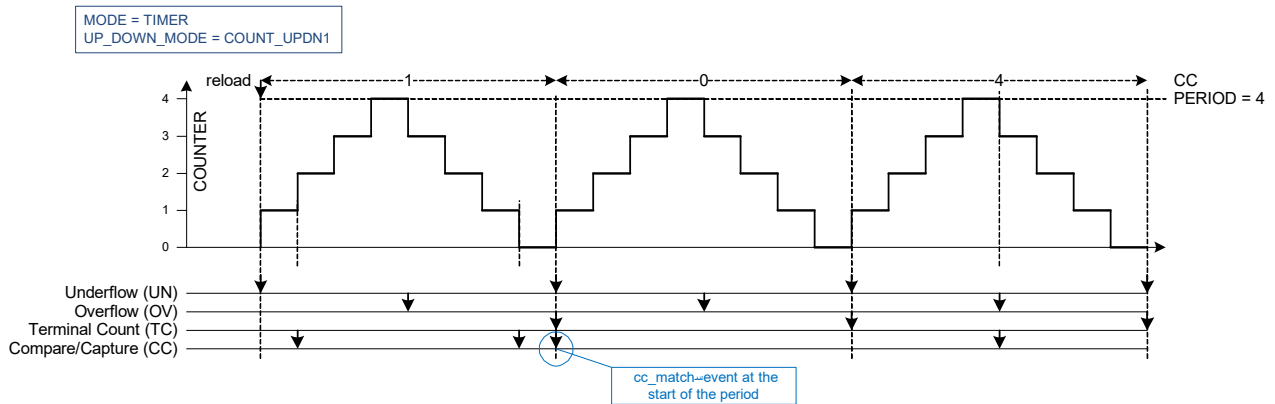 MODE = TIMER
UP_DOWN_MODE = COUNT_UPDN1
reload 1 0 4 CC
PERIOD = 4
4
3
2
1
0
COUNTER
Underflow (UN)
Overflow (OV)
Terminal Count (TC)
Compare/Capture (CC)
cc_match event at the
start of the period